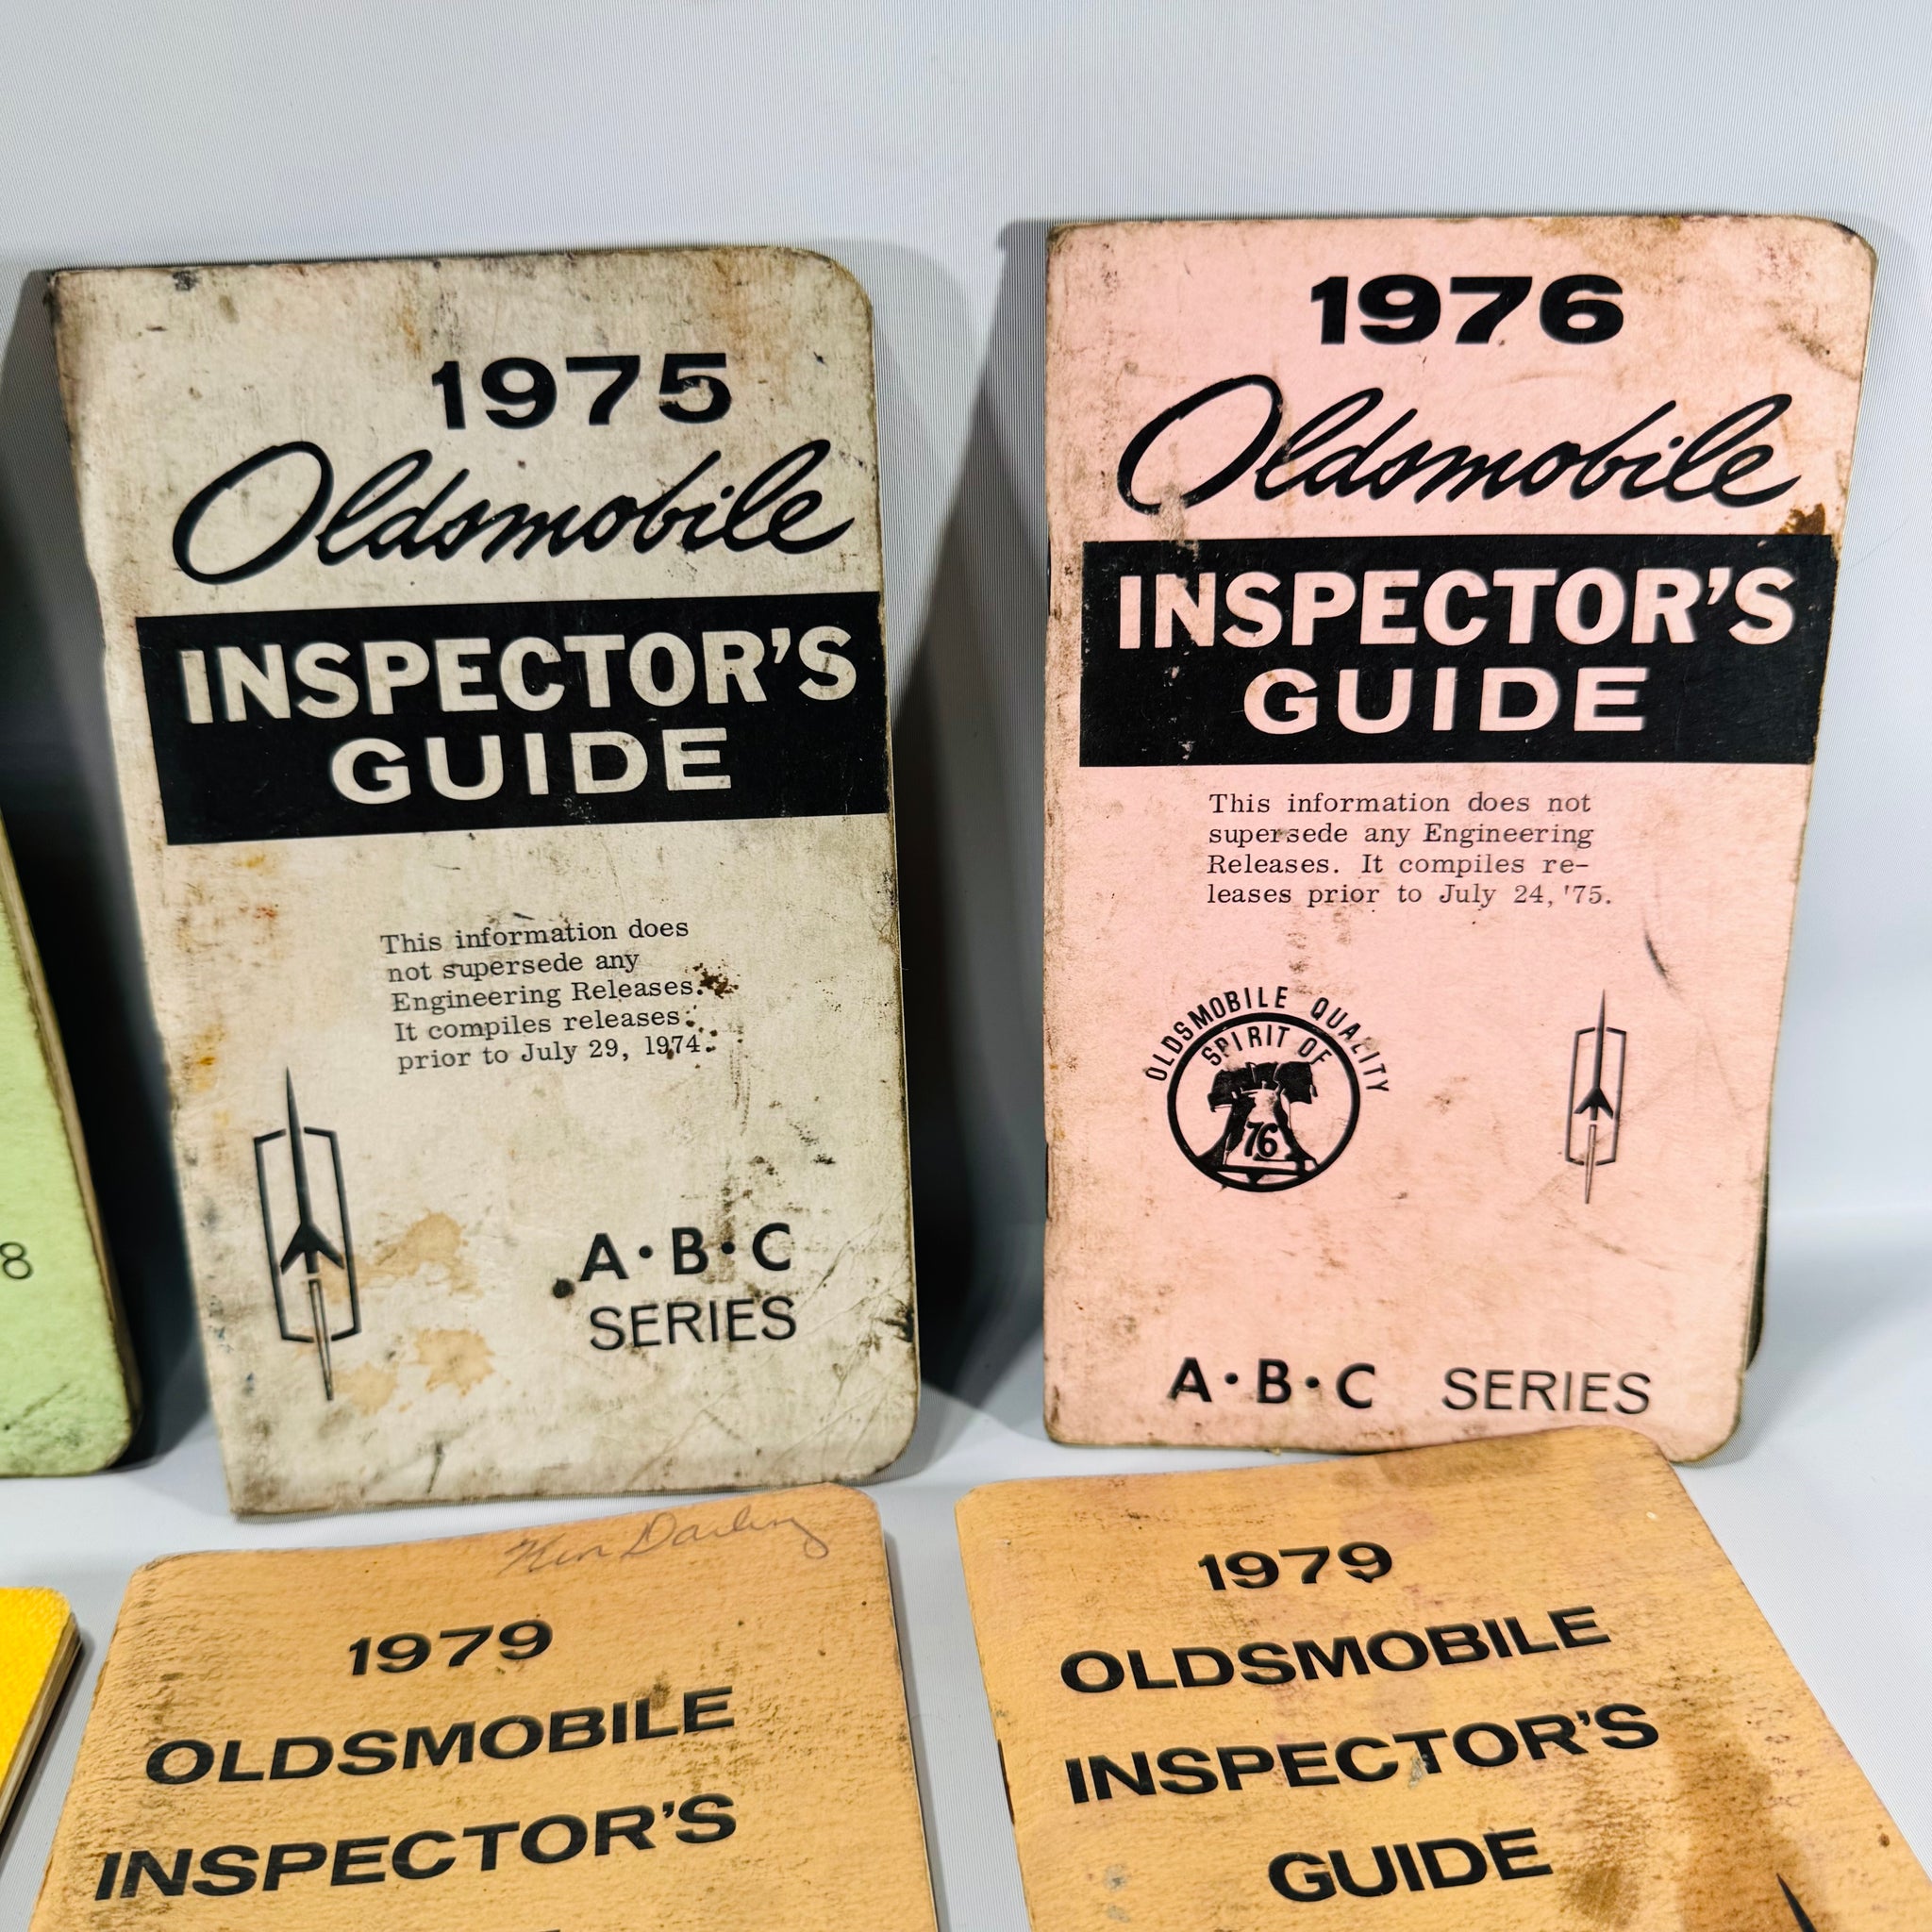 1975
Oldsmobile
INSPECTOR'S
GUIDE
This information does
not supersede any
Engineering Releases.
It compiles releases
prior to July 29, 1974.
A•B•C
SERIES
1976
Oldsmobile
INSPECTOR'S
GUIDE
This information does not
supersede any Engineering
Releases. It compiles re-
leases prior to July 24, '75.
OLDSMOBILE QUALITY
SPIRIT OF
76
A•B•C SERIES
8
Ken Darling
1979
OLDSMOBILE
INSPECTOR'S
1979
OLDSMOBILE
INSPECTOR'S
GUIDE